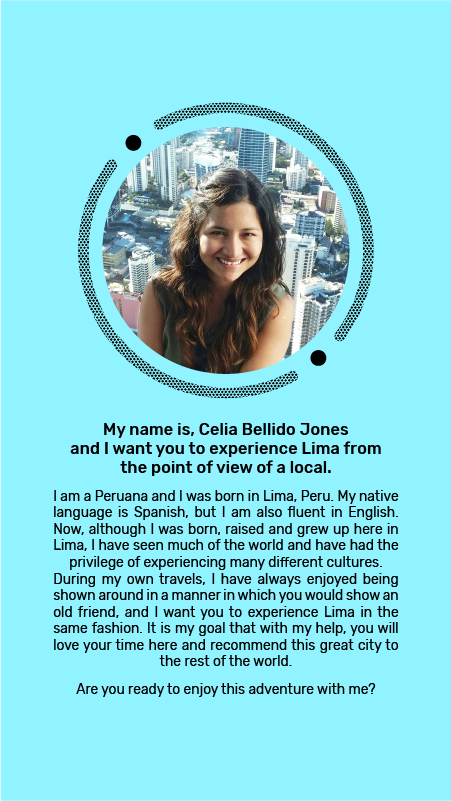 My name is, Celia Bellido Jones
and I want you to experience Lima from
the point of view of a local.
I am a Peruana and I was born in Lima, Peru. My native
language is Spanish, but I am also fluent in English.
Now, although I was born, raised and grew up here in
Lima, I have seen much of the world and have had the
privilege of experiencing many different cultures.
During my own travels, I have always enjoyed being
shown around in a manner in which you would show an
old friend, and I want you to experience Lima in the
same fashion. It is my goal that with my help, you will
love your time here and recommend this great city to
the rest of the world.
Are you ready to enjoy this adventure with me?